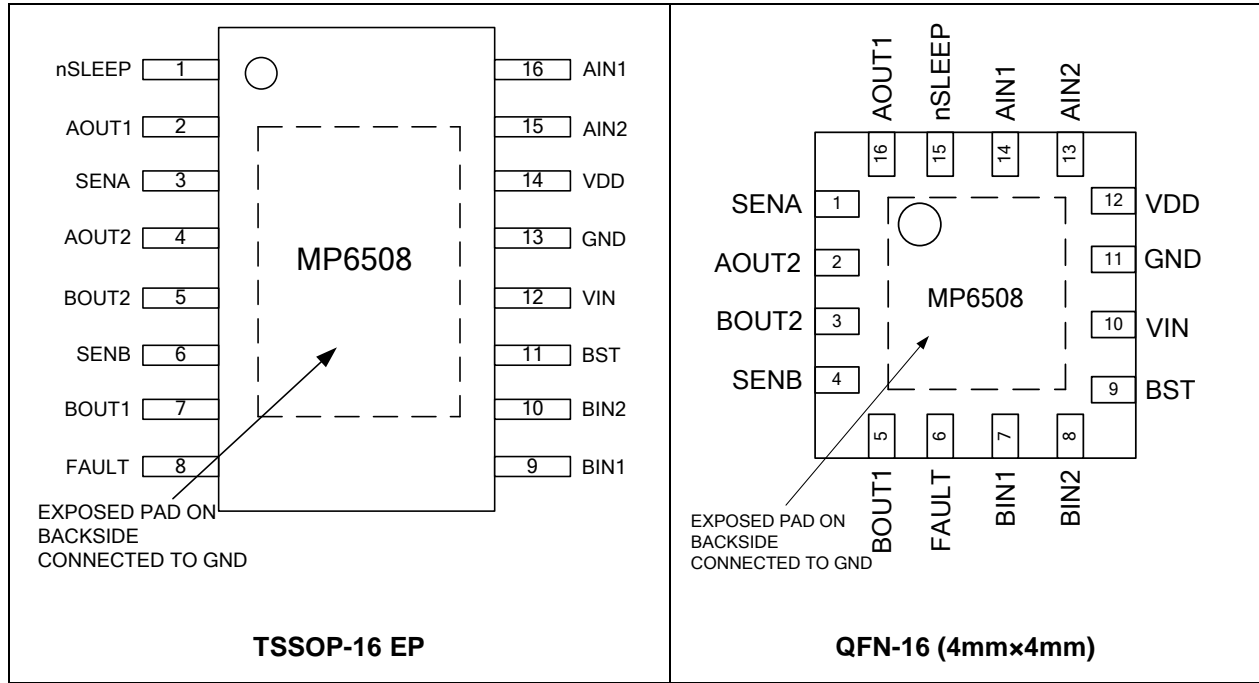 nSLEEP 1 16 AIN1
AOUT1 2 15 AIN2
SENA 3 14 VDD
AOUT2 4 13 GND
MP6508
BOUT2 5 12 VIN
SENB 6 11 BST
BOUT1 7 10 BIN2
FAULT 8 9 BIN1
EXPOSED PAD ON
BACKSIDE
CONNECTED TO GND
TSSOP-16 EP
AOUT1 nSLEEP AIN1 AIN2
16 15 14 13
SENA 1 12 VDD
AOUT2 2 11 GND
MP6508
BOUT2 3 10 VIN
SENB 4 9 BST
5 6 7 8
BOUT1 FAULT BIN1 BIN2
EXPOSED PAD ON
BACKSIDE
CONNECTED TO GND
QFN-16 (4mm×4mm)